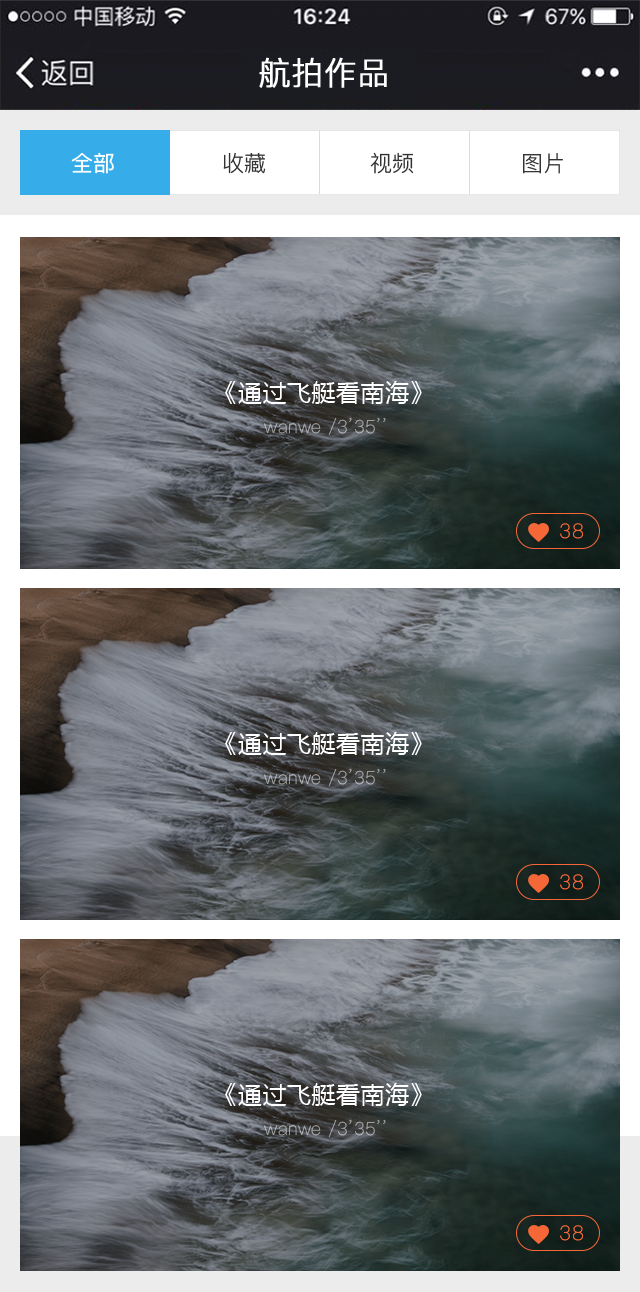 中国移动 16:24 67%
返回 航拍作品
全部 收藏 视频 图片
《通过飞艇看南海》
wanwe /3'35''
38
《通过飞艇看南海》
wanwe /3'35''
38
《通过飞艇看南海》
wanwe /3'35''
38